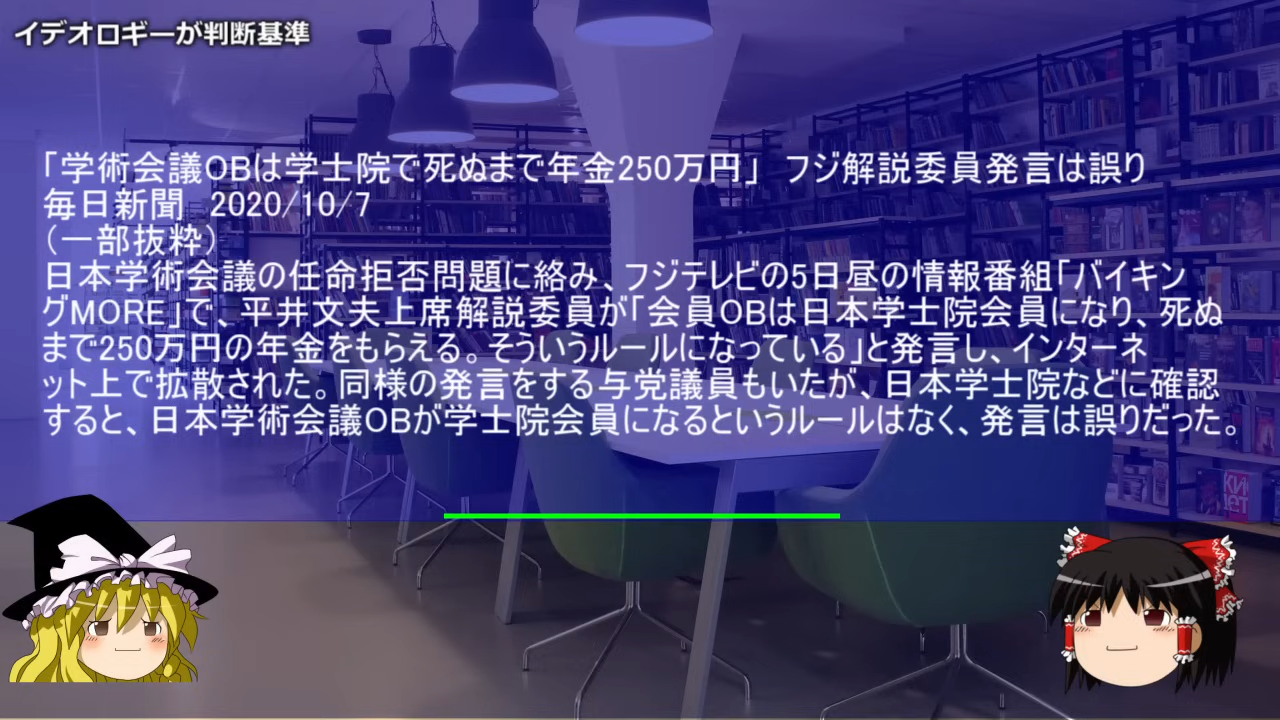 イデオロギーが判断基準
「学術会議OBは学士院で死ぬまで年金250万円」　フジ解説委員発言は誤り
毎日新聞　2020/10/7
（一部抜粋）
日本学術会議の任命拒否問題に絡み、フジテレビの5日昼の情報番組「バイキン
グMORE」で、平井文夫上席解説委員が「会員OBは日本学士院会員になり、死ぬ
まで250万円の年金をもらえる。そういうルールになっている」と発言し、インターネ
ット上で拡散された。同様の発言をする与党議員もいたが、日本学士院などに確認
すると、日本学術会議OBが学士院会員になるというルールはなく、発言は誤りだった。